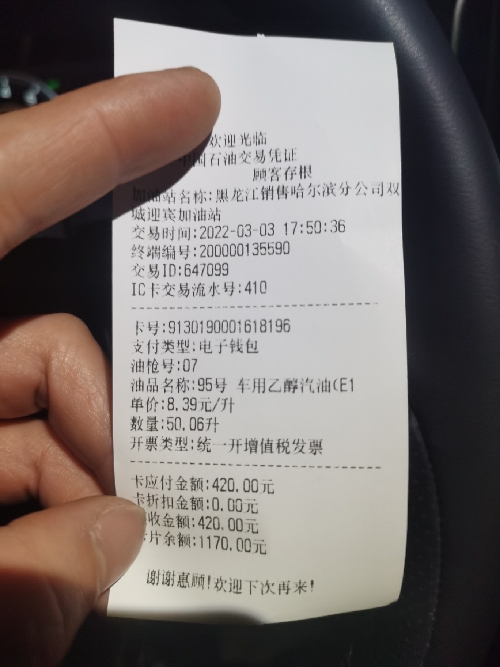 欢迎光临
中国石油交易凭证
顾客存根
加油站名称:黑龙江销售哈尔滨分公司双
城迎宾加油站
交易时间:2022-03-03 17:50:36
终端编号:200000135590
交易ID:647099
IC卡交易流水号:410
卡号:9130190001618196
支付类型:电子钱包
油枪号:07
油品名称:95号 车用乙醇汽油(E1
单价:8.39元/升
数量:50.06升
开票类型:统一开增值税发票
卡应付金额:420.00元
卡折扣金额:0.00元
收金额:420.00元
卡片余额:1170.00元
谢谢惠顾!欢迎下次再来!